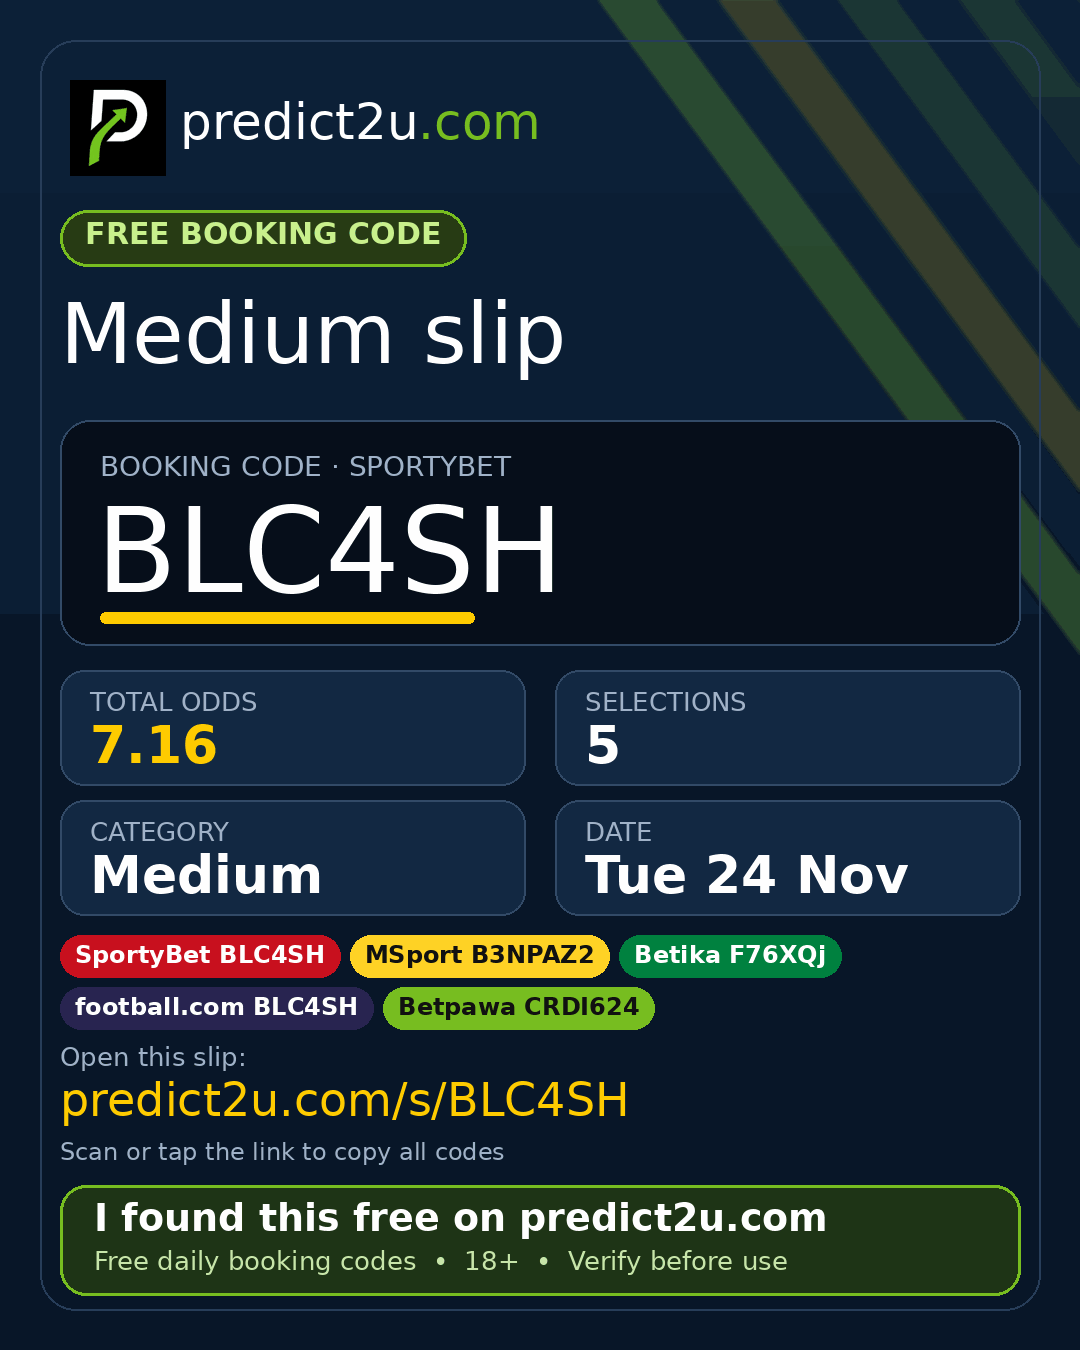 predict2u.com
FREE BOOKING CODE
Medium slip
BOOKING CODE · SPORTYBET
BLC4SH
TOTAL ODDS
7.16
SELECTIONS
5
CATEGORY
Medium
DATE
Tue 24 Nov
SportyBet BLC4SH
MSport B3NPAZ2
Betika F76XQj
football.com BLC4SH
Betpawa CRDI624
Open this slip:
predict2u.com/s/BLC4SH
Scan or tap the link to copy all codes
I found this free on predict2u.com
Free daily booking codes • 18+ • Verify before use